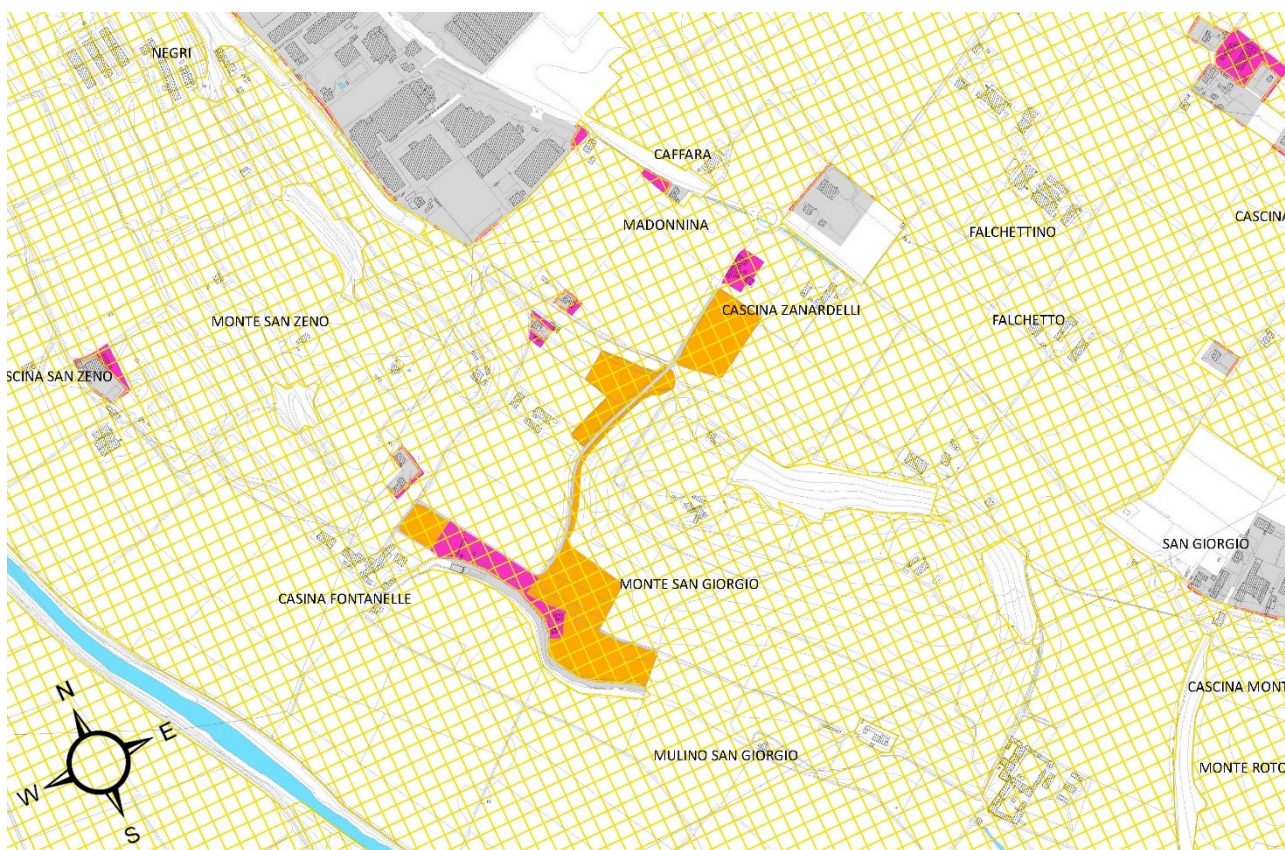 NEGRI
CAFFARA
MADONNINA
FALCHETTINO
CASCINA
CASCINA ZANARDELLI
MONTE SAN ZENO
FALCHETTO
SCINA SAN ZENO
SAN GIORGIO
MONTE SAN GIORGIO
CASINA FONTANELLE
CASCINA MONT
N
E
W
S
MULINO SAN GIORGIO
MONTE ROTO